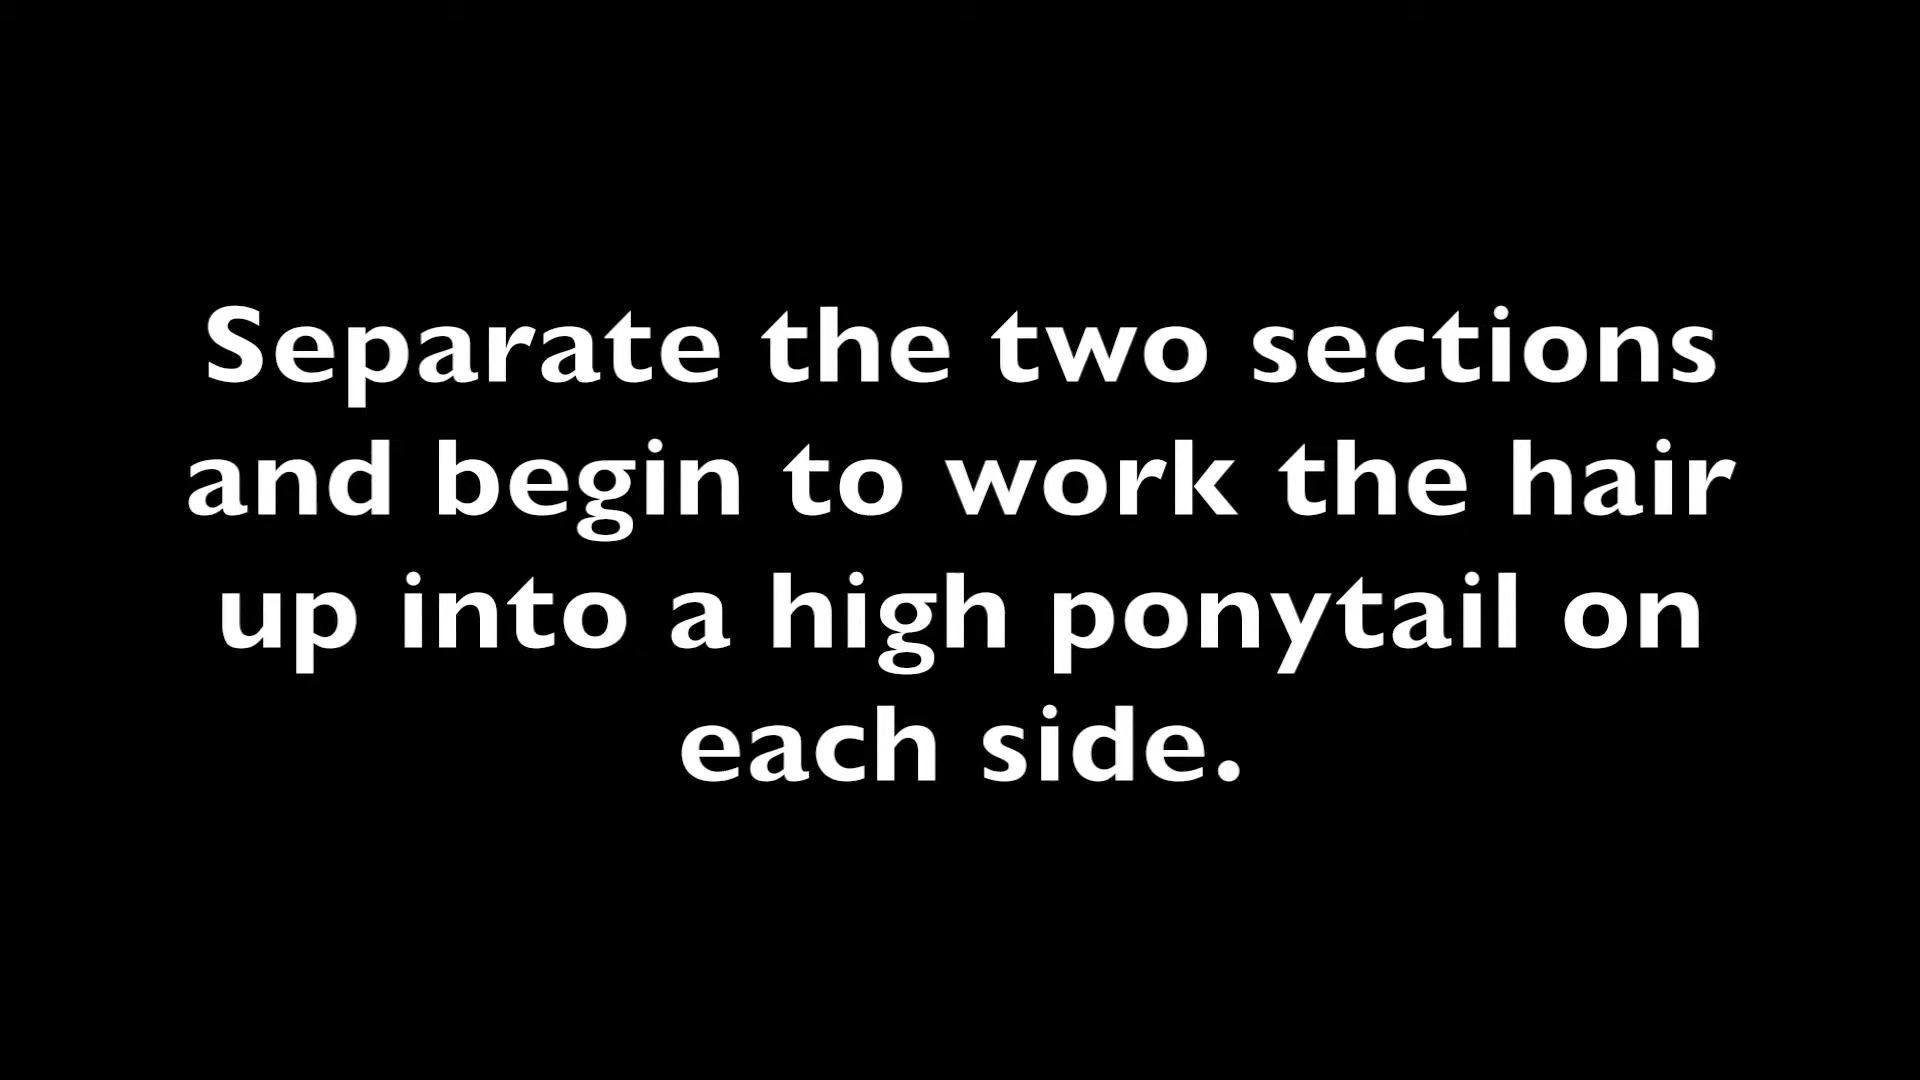 Separate the two sections
and begin to work the hair
up into a high ponytail on
each side.